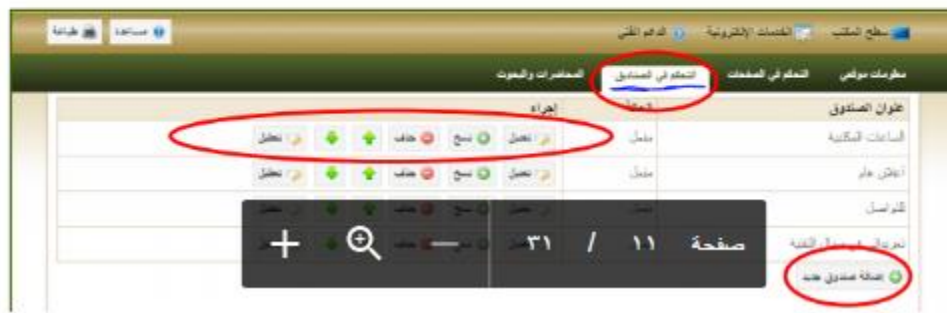 سطح المكتب الخدمات الإلكترونية الدعم الفني مساعدة طباعة
معلومات موقعي التحكم في الصفحات التحكم في الصناديق المحاضرات والبحوث
عنوان الصندوق الحالة إجراء
الساعات المكتبية مفعل تعديل نسخ حذف تعطيل
إعلان عام مفعل تعديل نسخ حذف تعطيل
للتواصل
صفحة ١١ / ٣١
إضافة صندوق جديد